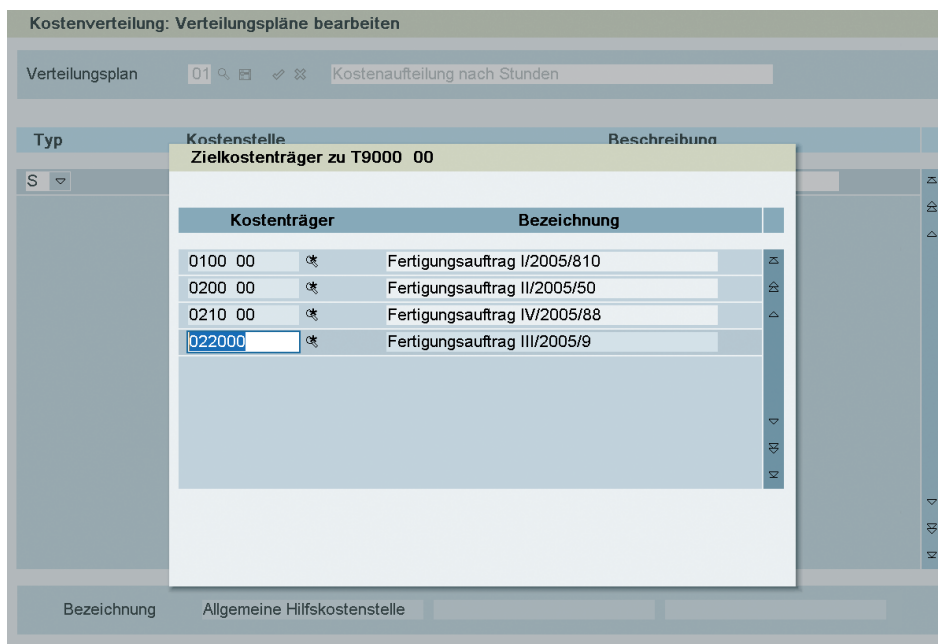 Kostenverteilung: Verteilungspläne bearbeiten
Verteilungsplan 01 Kostenaufteilung nach Stunden
Typ Kostenstelle Beschreibung
Zielkostenträger zu T9000 00
S
Kostenträger Bezeichnung
0100 00 Fertigungsauftrag I/2005/810
0200 00 Fertigungsauftrag II/2005/50
0210 00 Fertigungsauftrag IV/2005/88
022000 Fertigungsauftrag III/2005/9
Bezeichnung Allgemeine Hilfskostenstelle